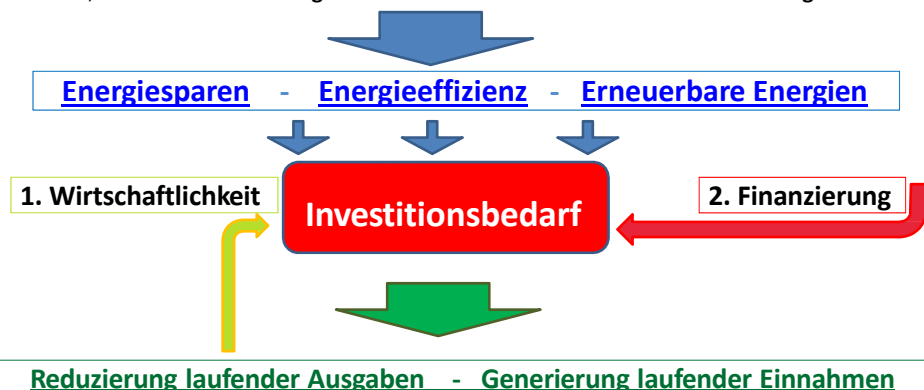 Energiesparen - Energieeffizienz - Erneuerbare Energien
1. Wirtschaftlichkeit
Investitionsbedarf
2. Finanzierung
Reduzierung laufender Ausgaben - Generierung laufender Einnahmen